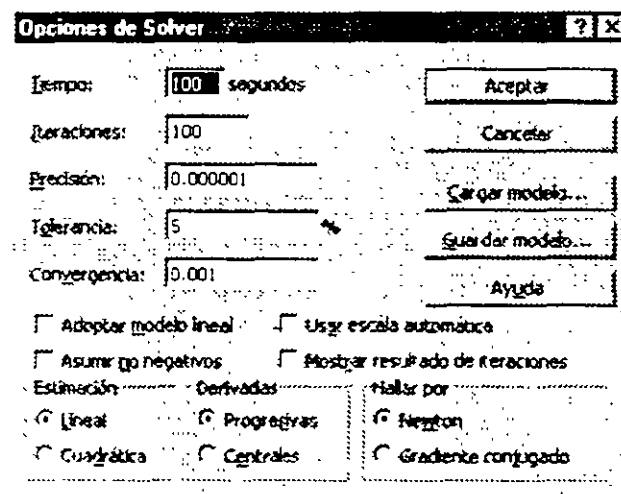 Opciones de Solver ? X
Tiempo: 100 segundos Aceptar
Iteraciones: 100 Cancelar
Precisión: 0.000001 Cargar modelo...
Tolerancia: 5 % Guardar modelo...
Convergencia: 0.001 Ayuda
Adoptar modelo lineal Usar escala automática
Asumir no negativos Mostrar resultado de iteraciones
Estimación Derivadas Hallar por
Lineal Progresivas Newton
Cuadrática Centrales Gradiente conjugado